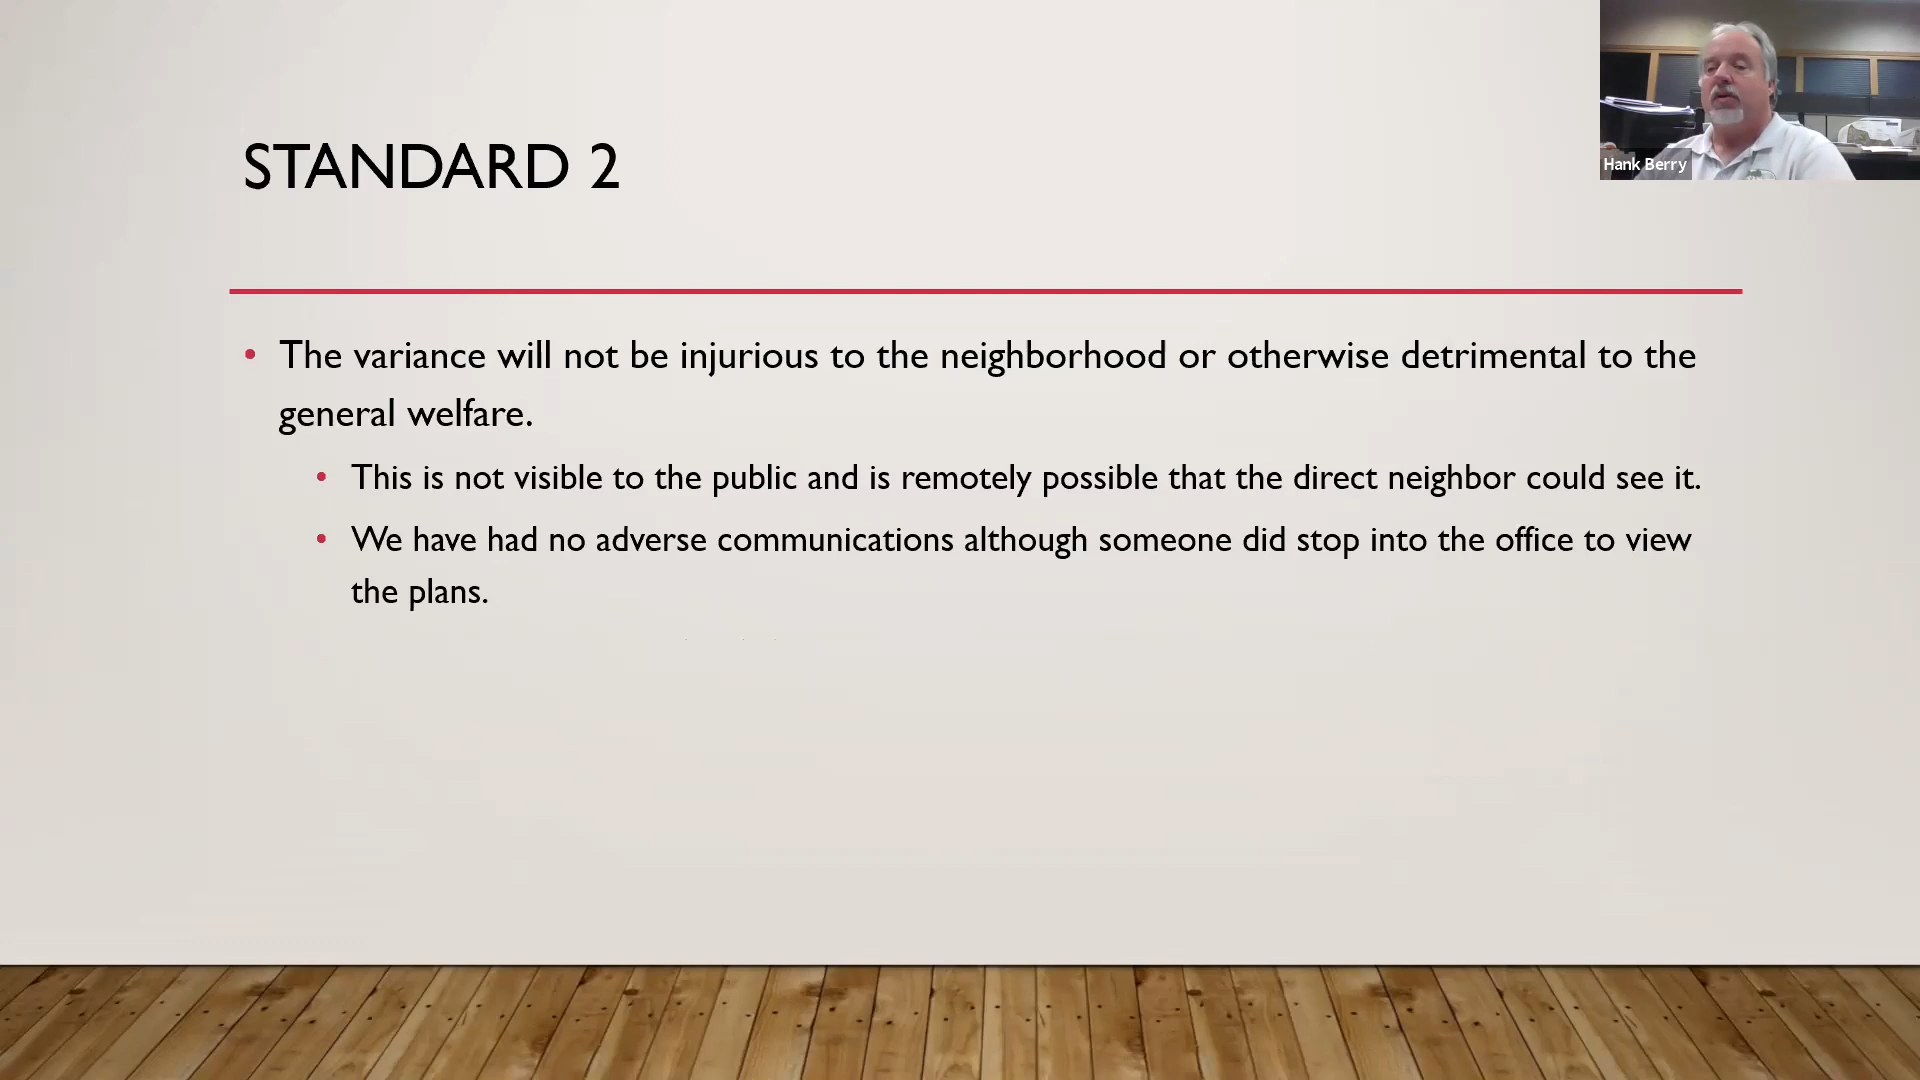 STANDARD 2
Hank Berry
• The variance will not be injurious to the neighborhood or otherwise detrimental to the
general welfare.
• This is not visible to the public and is remotely possible that the direct neighbor could see it.
• We have had no adverse communications although someone did stop into the office to view
the plans.